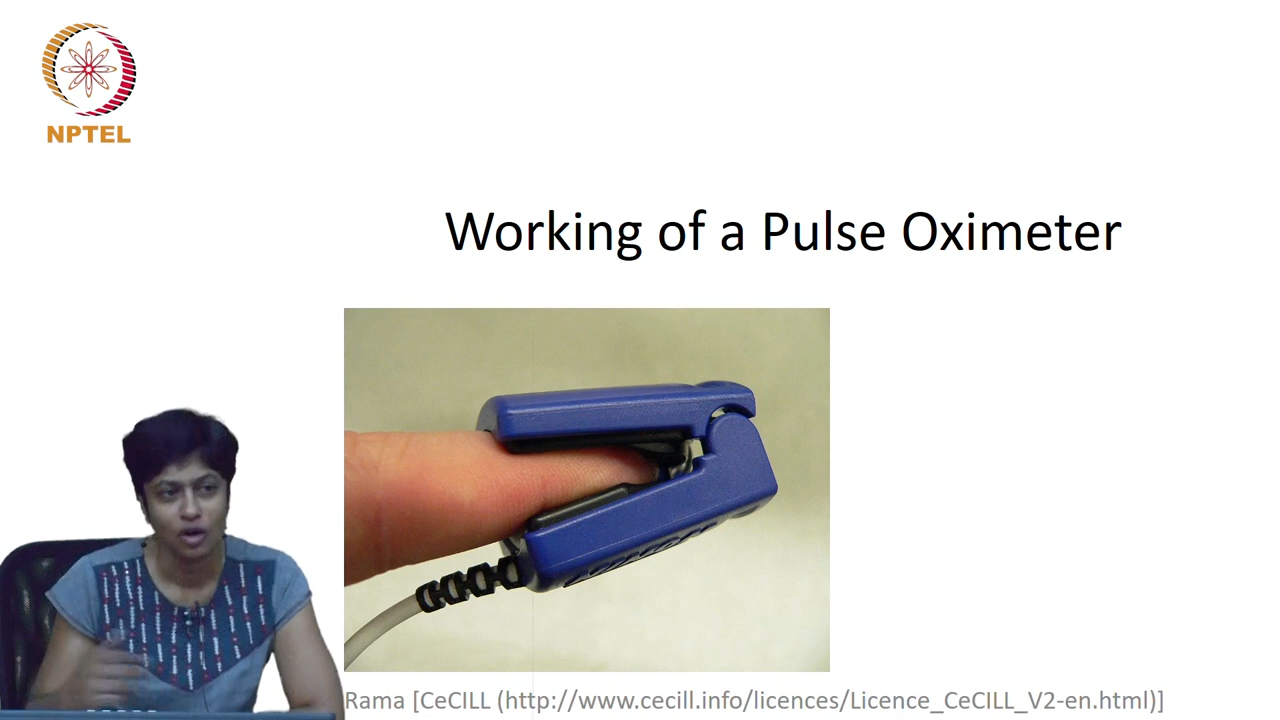 NPTEL
Working of a Pulse Oximeter
Rama [CeCILL (http://www.cecill.info/licences/Licence_CeCILL_V2-en.html)]